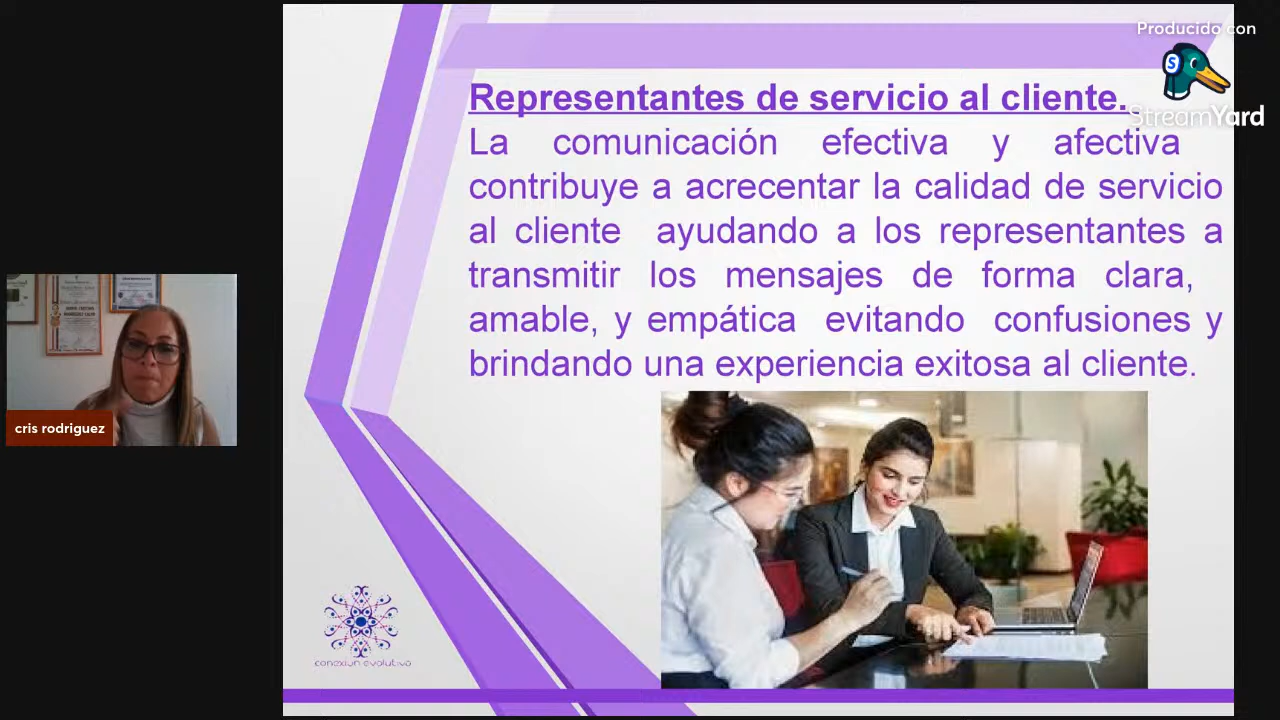 Producido con
StreamYard
Representantes de servicio al cliente.
La comunicación efectiva y afectiva
contribuye a acrecentar la calidad de servicio
al cliente ayudando a los representantes a
transmitir los mensajes de forma clara,
amable, y empática evitando confusiones y
brindando una experiencia exitosa al cliente.
cris rodriguez
conexiun evolutiva